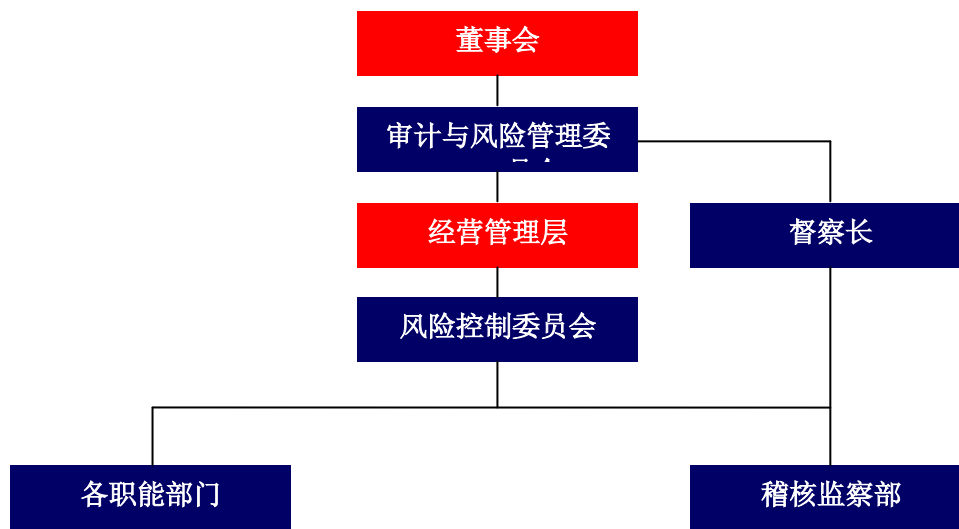 董事会
审计与风险管理委
经营管理层
督察长
风险控制委员会
各职能部门
稽核监察部